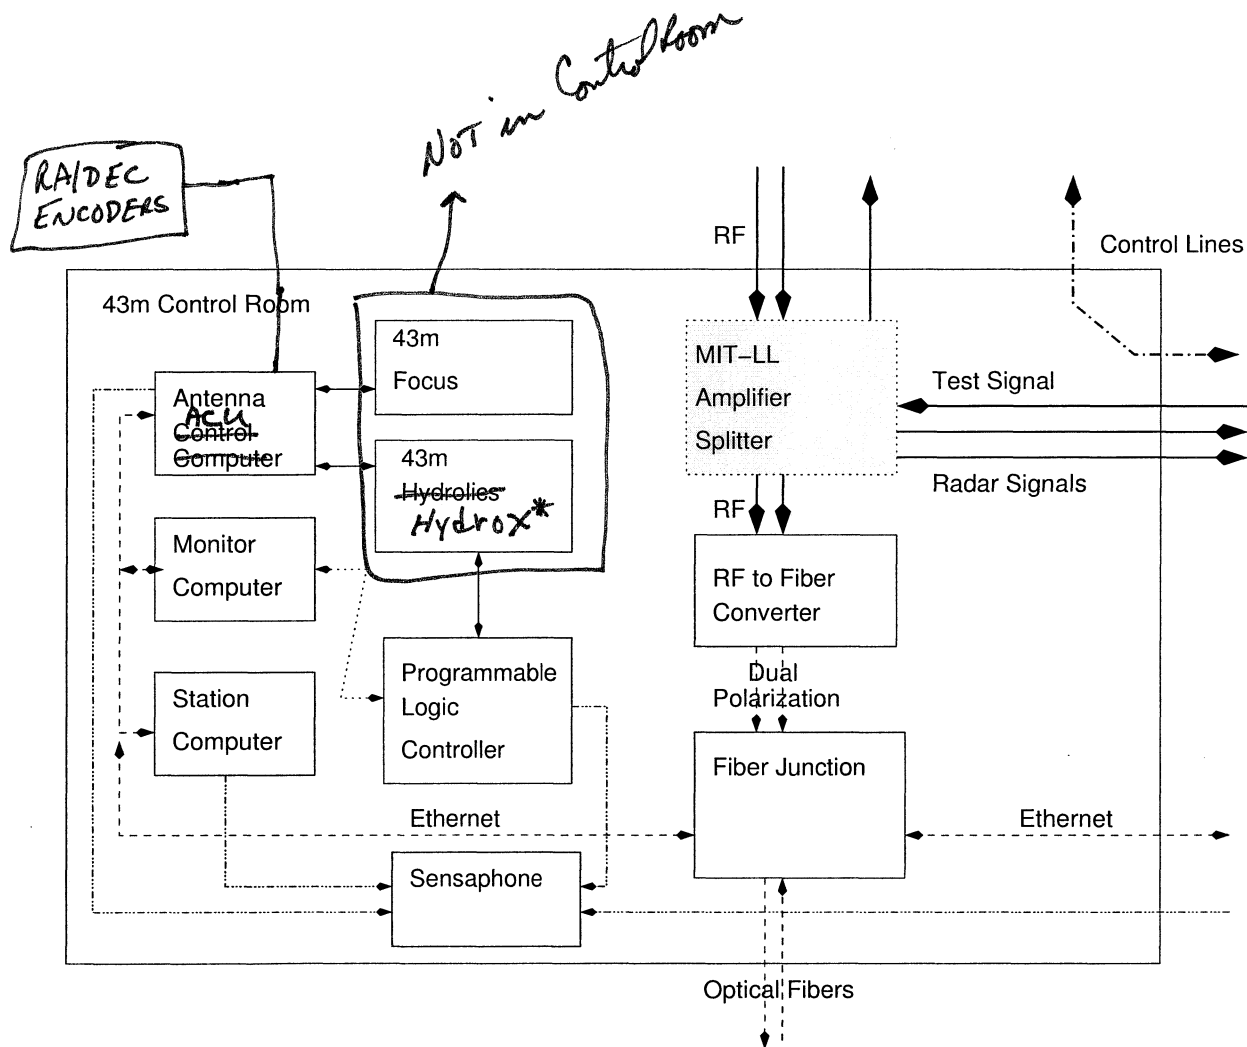 NOT in Control Room
RA/DEC
ENCODERS
RF
Control Lines
43m Control Room
43m
Focus
MIT-LL
Amplifier
Splitter
Test Signal
Radar Signals
Antenna
ACU
Control
Computer
43m
Hydrolics
Hydrox*
RF
Monitor
Computer
RF to Fiber
Converter
Dual
Polarization
Programmable
Logic
Controller
Station
Computer
Fiber Junction
Ethernet
Ethernet
Sensaphone
Optical Fibers